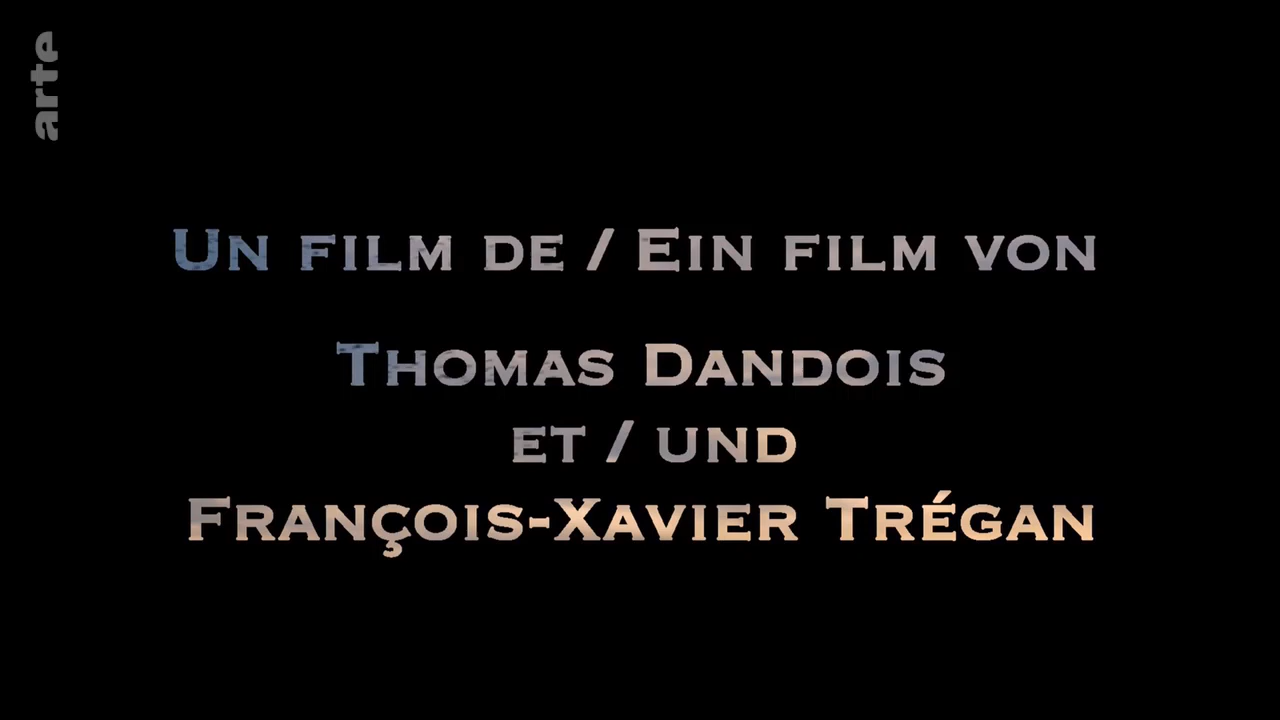 arte
Un film de / Ein film von
Thomas Dandois
et / und
François-Xavier Trégan